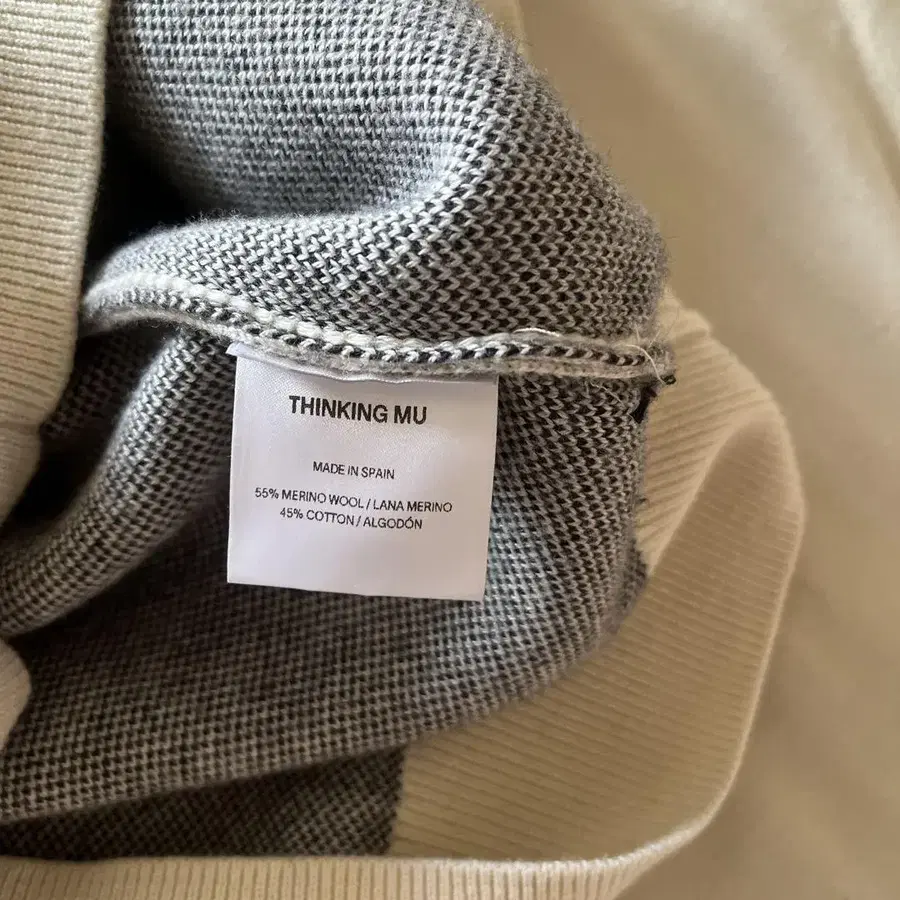 THINKING MU
MADE IN SPAIN
55% MERINO WOOL / LANA MERINO
45% COTTON / ALGODÓN